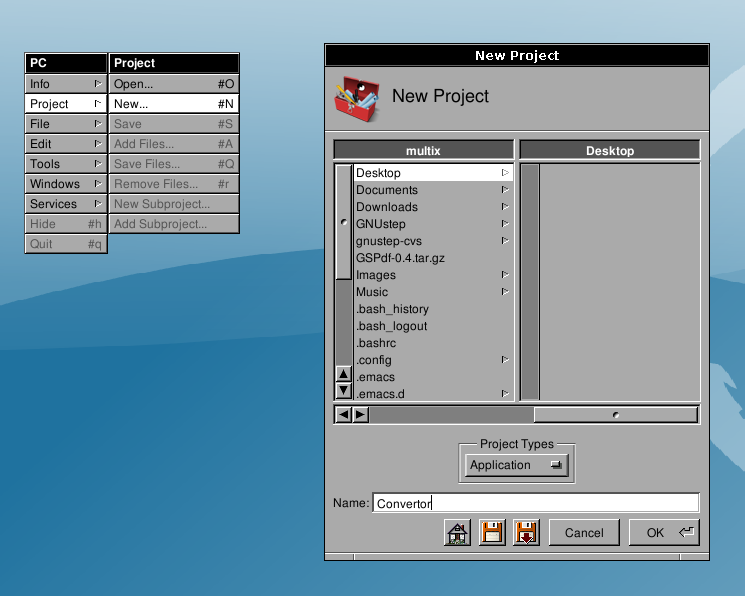 PC
Info
Project
File
Edit
Tools
Windows
Services
Hide #h
Quit #q
Project
Open... #O
New... #N
Save #S
Add Files... #A
Save Files... #Q
Remove Files... #r
New Subproject...
Add Subproject...
New Project
New Project
multix
Desktop
Documents
Downloads
GNUstep
gnustep-cvs
GSPdf-0.4.tar.gz
Images
Music
.bash_history
.bash_logout
.bashrc
.config
.emacs
.emacs.d
Desktop
Project Types
Application
Name: Convertor
Cancel
OK